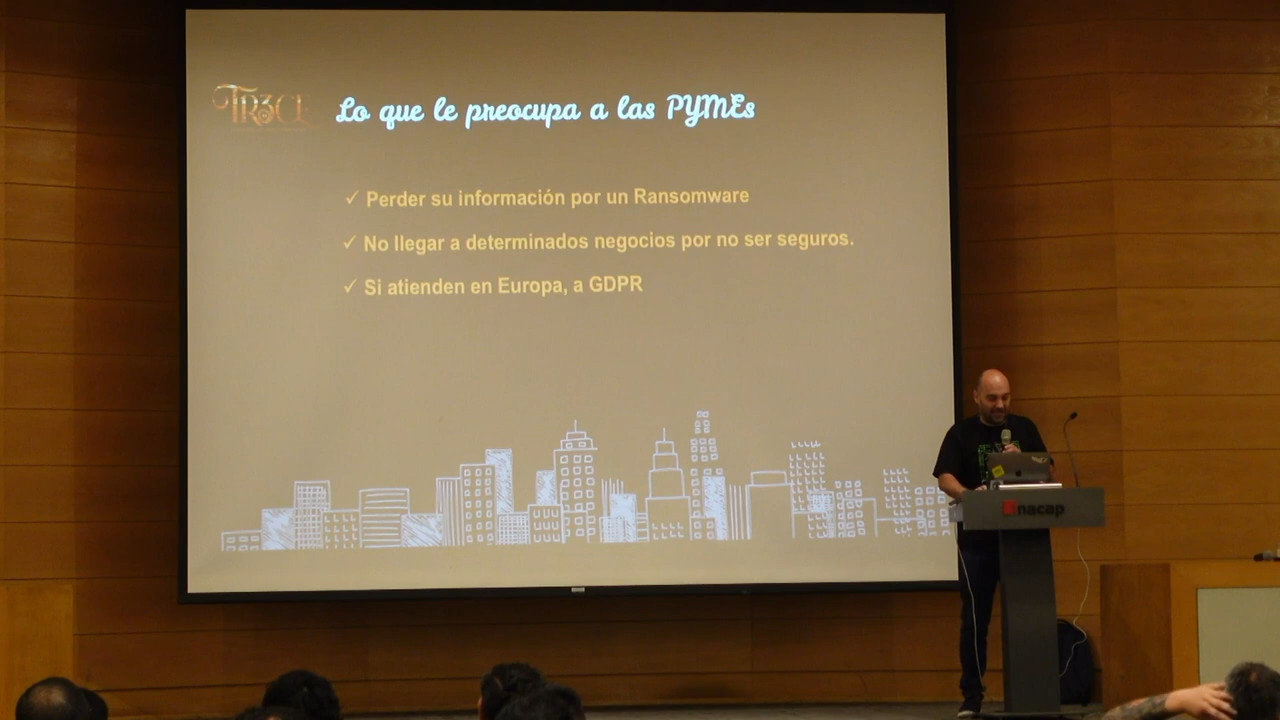 TR3CE
Lo que le preocupa a las PYMEs
✓ Perder su información por un Ransomware
✓ No llegar a determinados negocios por no ser seguros.
✓ Si atienden en Europa, a GDPR
inacap